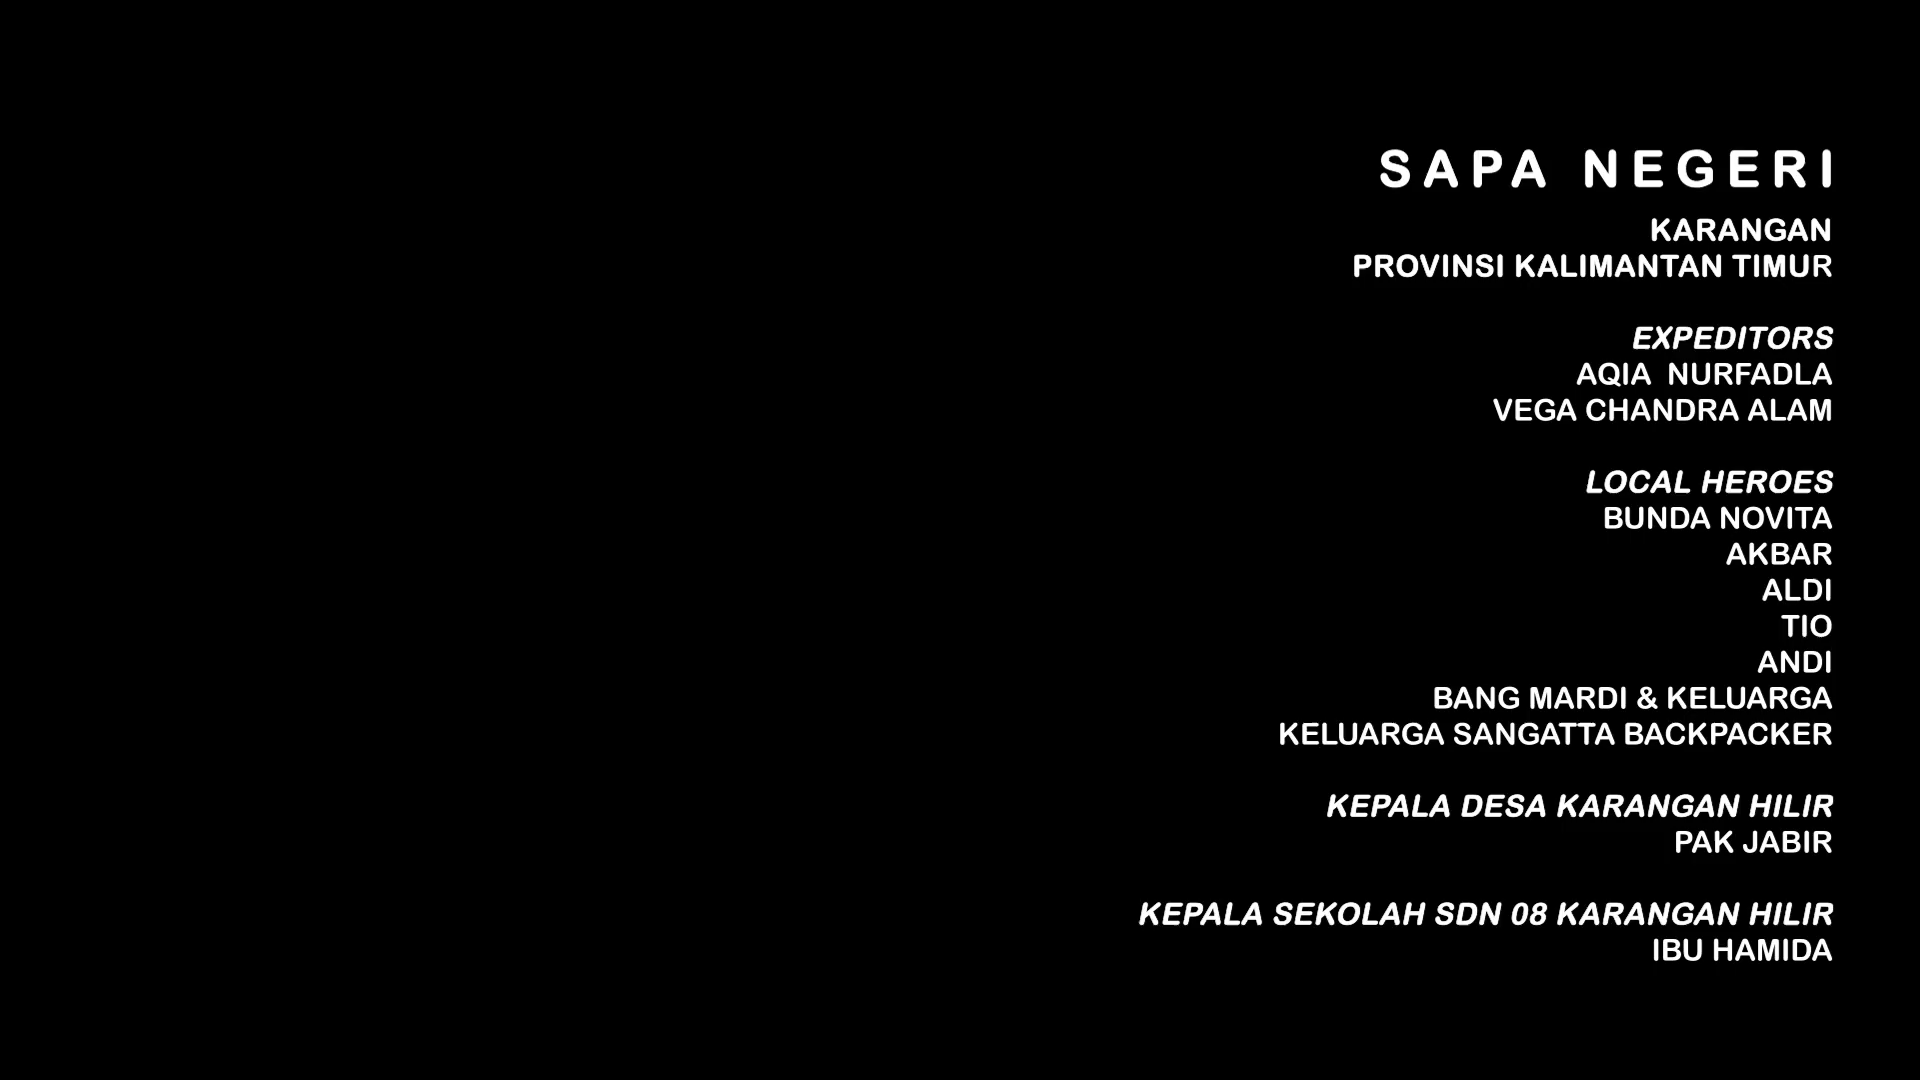 SAPA NEGERI
KARANGAN
PROVINSI KALIMANTAN TIMUR
EXPEDITORS
AQIA NURFADLA
VEGA CHANDRA ALAM
LOCAL HEROES
BUNDA NOVITA
AKBAR
ALDI
TIO
ANDI
BANG MARDI & KELUARGA
KELUARGA SANGATTA BACKPACKER
KEPALA DESA KARANGAN HILIR
PAK JABIR
KEPALA SEKOLAH SDN 08 KARANGAN HILIR
IBU HAMIDA